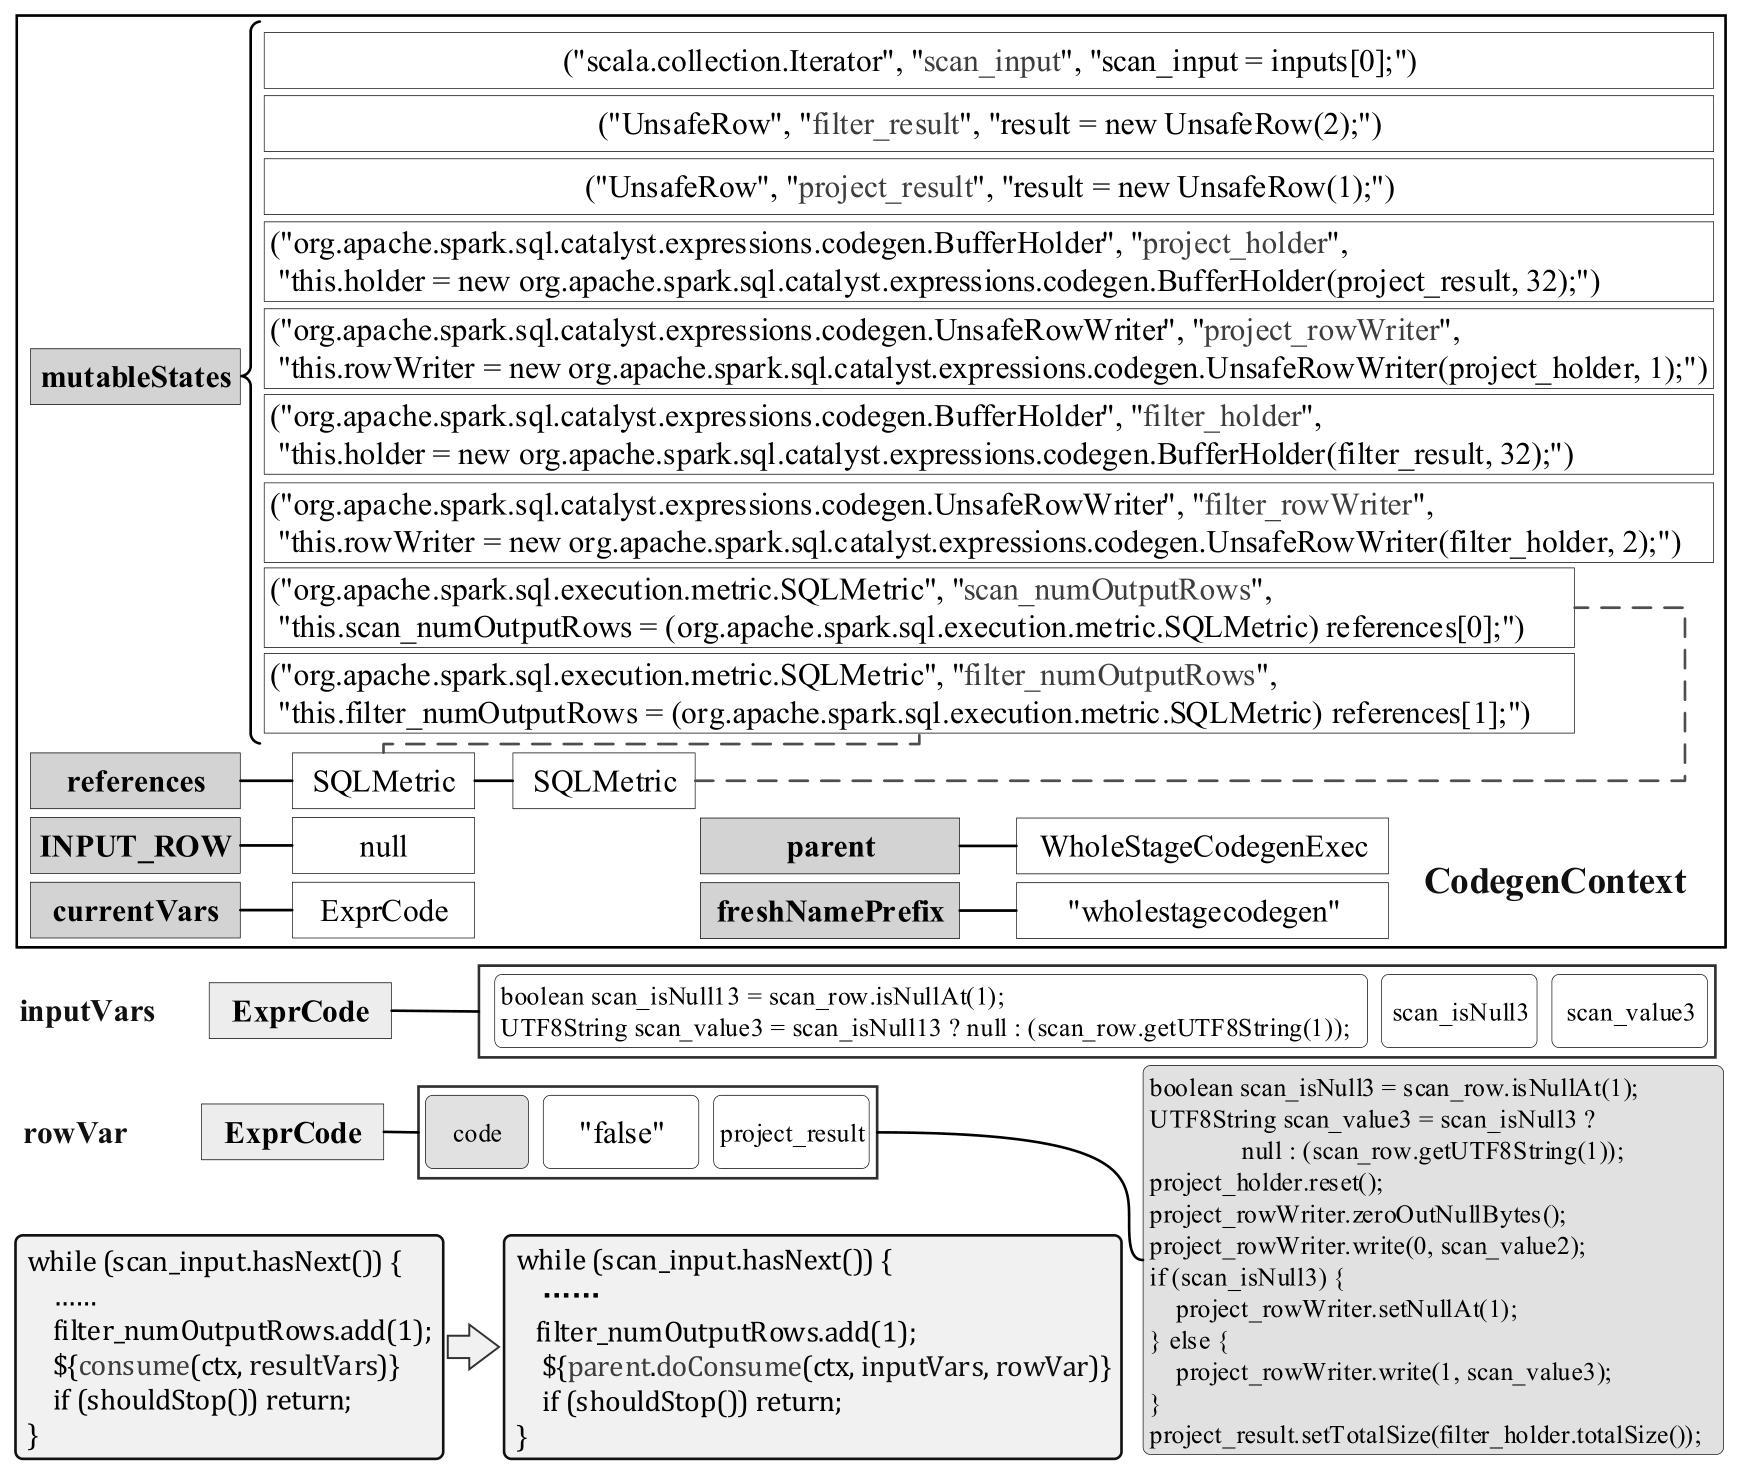 ("scala.collection.Iterator", "scan_input", "scan_input = inputs[0];")
("UnsafeRow", "filter_result", "result = new UnsafeRow(2);")
("UnsafeRow", "project_result", "result = new UnsafeRow(1);")
("org.apache.spark.sql.catalyst.expressions.codegen.BufferHolder", "project_holder",
"this.holder = new org.apache.spark.sql.catalyst.expressions.codegen.BufferHolder(project_result, 32);")
("org.apache.spark.sql.catalyst.expressions.codegen.UnsafeRowWriter", "project_rowWriter",
"this.rowWriter = new org.apache.spark.sql.catalyst.expressions.codegen.UnsafeRowWriter(project_holder, 1);")
mutableStates
("org.apache.spark.sql.catalyst.expressions.codegen.BufferHolder", "filter_holder",
"this.holder = new org.apache.spark.sql.catalyst.expressions.codegen.BufferHolder(filter_result, 32);")
("org.apache.spark.sql.catalyst.expressions.codegen.UnsafeRowWriter", "filter_rowWriter",
"this.rowWriter = new org.apache.spark.sql.catalyst.expressions.codegen.UnsafeRowWriter(filter_holder, 2);")
("org.apache.spark.sql.execution.metric.SQLMetric", "scan_numOutputRows",
"this.scan_numOutputRows = (org.apache.spark.sql.execution.metric.SQLMetric) references[0];")
("org.apache.spark.sql.execution.metric.SQLMetric", "filter_numOutputRows",
"this.filter_numOutputRows = (org.apache.spark.sql.execution.metric.SQLMetric) references[1];")
references SQLMetric SQLMetric
INPUT_ROW null parent WholeStageCodegenExec
CodegenContext
currentVars ExprCode freshNamePrefix "wholestagecodegen"
inputVars ExprCode
boolean scan_isNull13 = scan_row.isNullAt(1);
UTF8String scan_value3 = scan_isNull13 ? null : (scan_row.getUTF8String(1));
scan_isNull3 scan_value3
rowVar ExprCode code "false" project_result
boolean scan_isNull3 = scan_row.isNullAt(1);
UTF8String scan_value3 = scan_isNull3 ?
null : (scan_row.getUTF8String(1));
project_holder.reset();
project_rowWriter.zeroOutNullBytes();
project_rowWriter.write(0, scan_value2);
if (scan_isNull3) {
project_rowWriter.setNullAt(1);
} else {
project_rowWriter.write(1, scan_value3);
}
project_result.setTotalSize(filter_holder.totalSize());
while (scan_input.hasNext()) {
......
filter_numOutputRows.add(1);
${consume(ctx, resultVars)}
if (shouldStop()) return;
}
while (scan_input.hasNext()) {
......
filter_numOutputRows.add(1);
${parent.doConsume(ctx, inputVars, rowVar)}
if (shouldStop()) return;
}